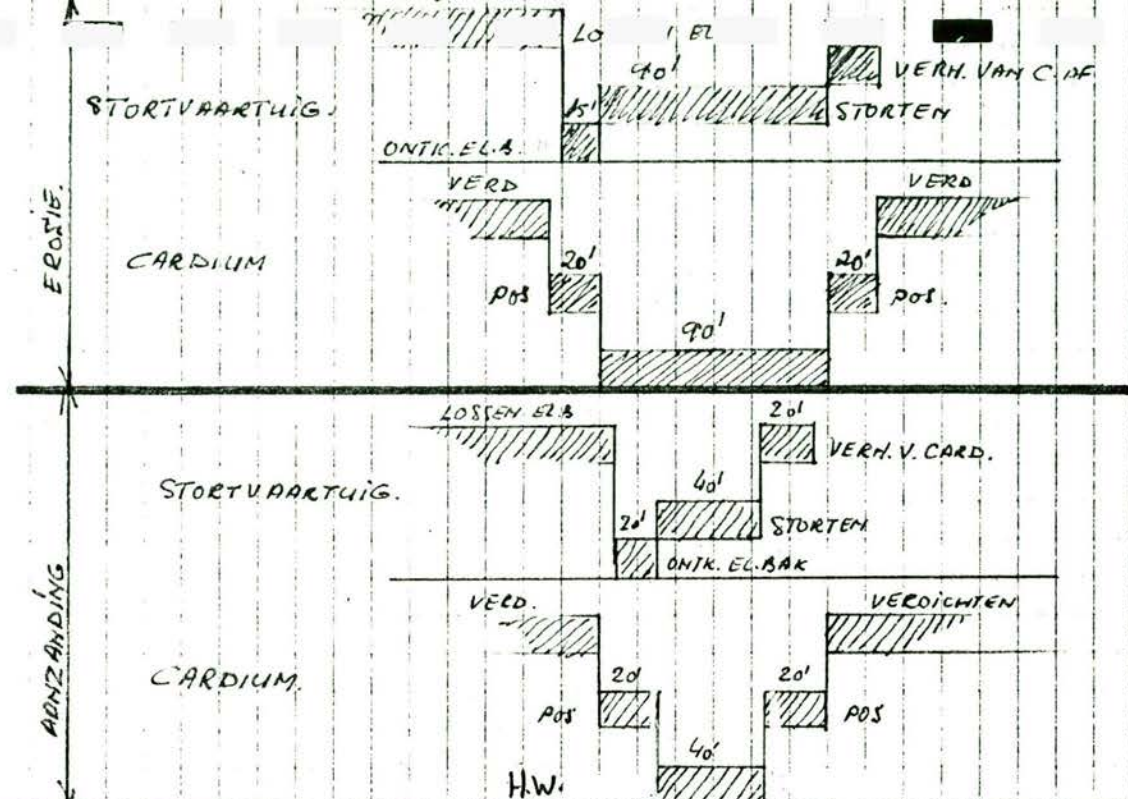 EROSIE.
STORTVAARTUIG.
90'
VERH. VAN C.
STORTEN
15'
ONTK. EL.B.
CARDIUM
VERD
VERD
20'
20'
POS
POS.
90'
AANZANDING
STORTVAARTUIG.
LOSSEN EL.B
20'
VERH. V. CARD.
40'
STORTEN
20'
ONTK. EL.BAK
CARDIUM.
VERD.
VERDICHTEN
20'
20'
POS
POS
40'
H.W.